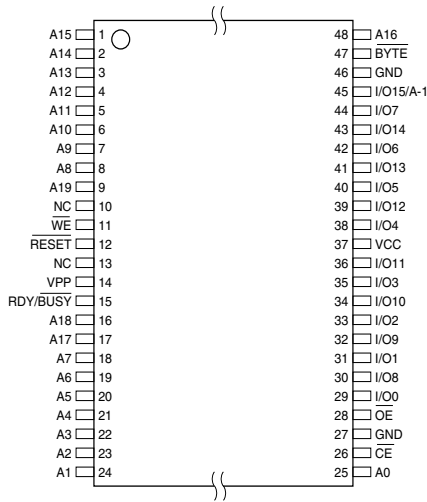 A15 1 48 A16
A14 2 47 BYTE
A13 3 46 GND
A12 4 45 I/O15/A-1
A11 5 44 I/O7
A10 6 43 I/O14
A9 7 42 I/O6
A8 8 41 I/O13
A19 9 40 I/O5
NC 10 39 I/O12
WE 11 38 I/O4
RESET 12 37 VCC
NC 13 36 I/O11
VPP 14 35 I/O3
RDY/BUSY 15 34 I/O10
A18 16 33 I/O2
A17 17 32 I/O9
A7 18 31 I/O1
A6 19 30 I/O8
A5 20 29 I/O0
A4 21 28 OE
A3 22 27 GND
A2 23 26 CE
A1 24 25 A0